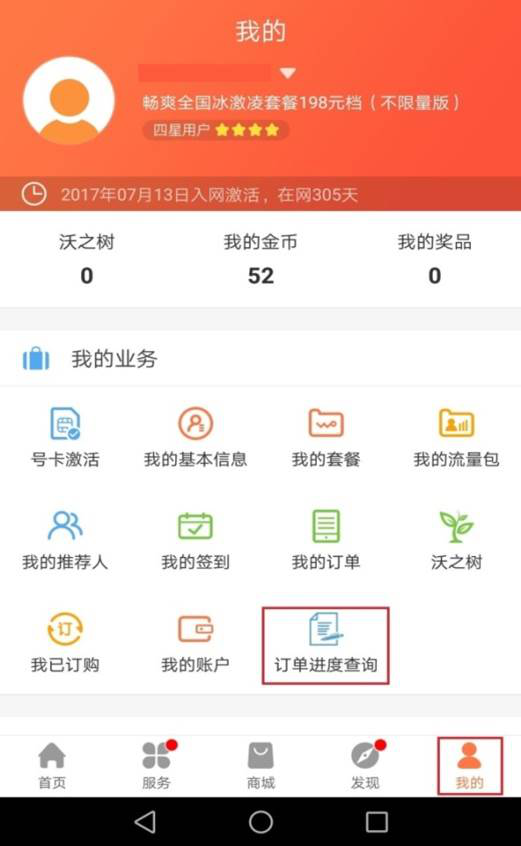 我的
畅爽全国冰激凌套餐198元档（不限量版）
四星用户
2017年07月13日入网激活，在网305天
沃之树 我的金币 我的奖品
0 52 0
我的业务
号卡激活 我的基本信息 我的套餐 我的流量包
我的推荐人 我的签到 我的订单 沃之树
订
我已订购 我的账户 订单进度查询
首页 服务 商城 发现 我的